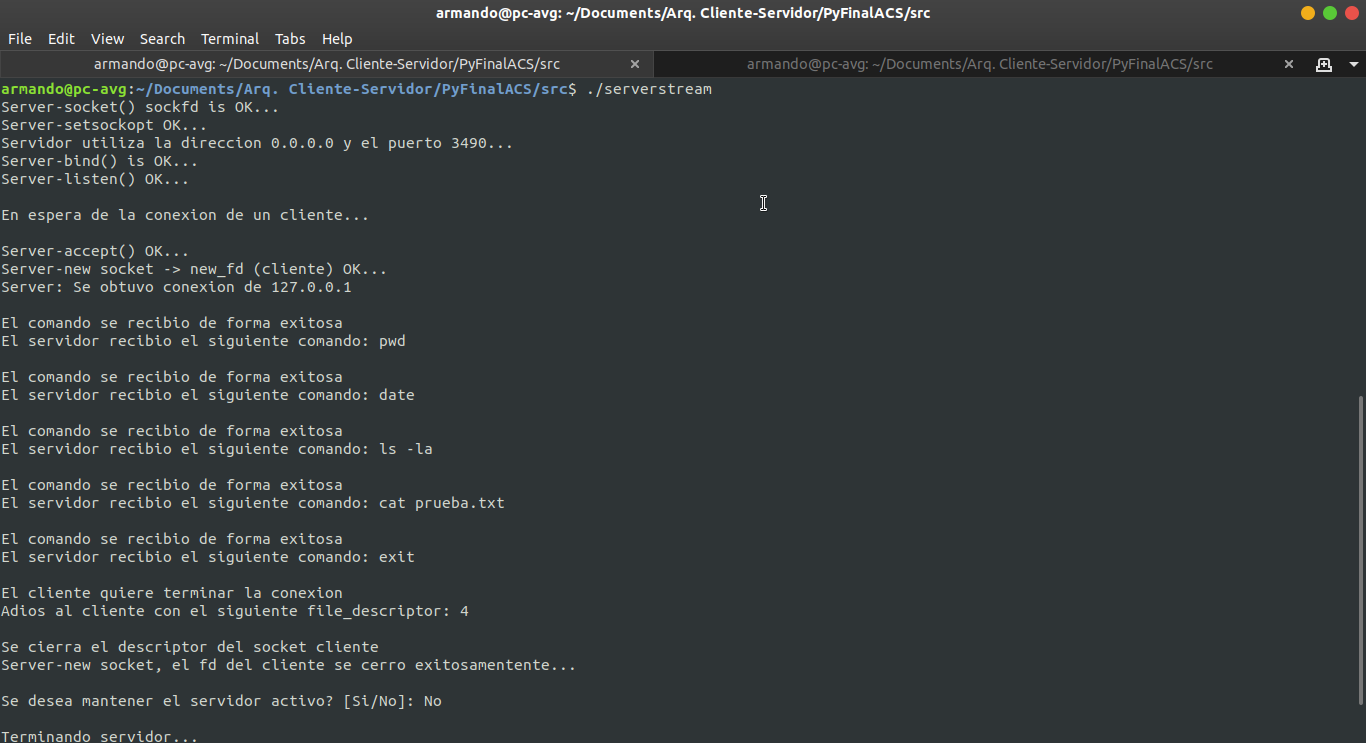 armando@pc-avg: ~/Documents/Arq. Cliente-Servidor/PyFinalACS/src
File Edit View Search Terminal Tabs Help
armando@pc-avg: ~/Documents/Arq. Cliente-Servidor/PyFinalACS/src armando@pc-avg: ~/Documents/Arq. Cliente-Servidor/PyFinalACS/src
armando@pc-avg:~/Documents/Arq. Cliente-Servidor/PyFinalACS/src$ ./serverstream
Server-socket() sockfd is OK...
Server-setsockopt OK...
Servidor utiliza la direccion 0.0.0.0 y el puerto 3490...
Server-bind() is OK...
Server-listen() OK...
En espera de la conexion de un cliente...
Server-accept() OK...
Server-new socket -> new_fd (cliente) OK...
Server: Se obtuvo conexion de 127.0.0.1
El comando se recibio de forma exitosa
El servidor recibio el siguiente comando: pwd
El comando se recibio de forma exitosa
El servidor recibio el siguiente comando: date
El comando se recibio de forma exitosa
El servidor recibio el siguiente comando: ls -la
El comando se recibio de forma exitosa
El servidor recibio el siguiente comando: cat prueba.txt
El comando se recibio de forma exitosa
El servidor recibio el siguiente comando: exit
El cliente quiere terminar la conexion
Adios al cliente con el siguiente file_descriptor: 4
Se cierra el descriptor del socket cliente
Server-new socket, el fd del cliente se cerro exitosamentente...
Se desea mantener el servidor activo? [Si/No]: No
Terminando servidor...